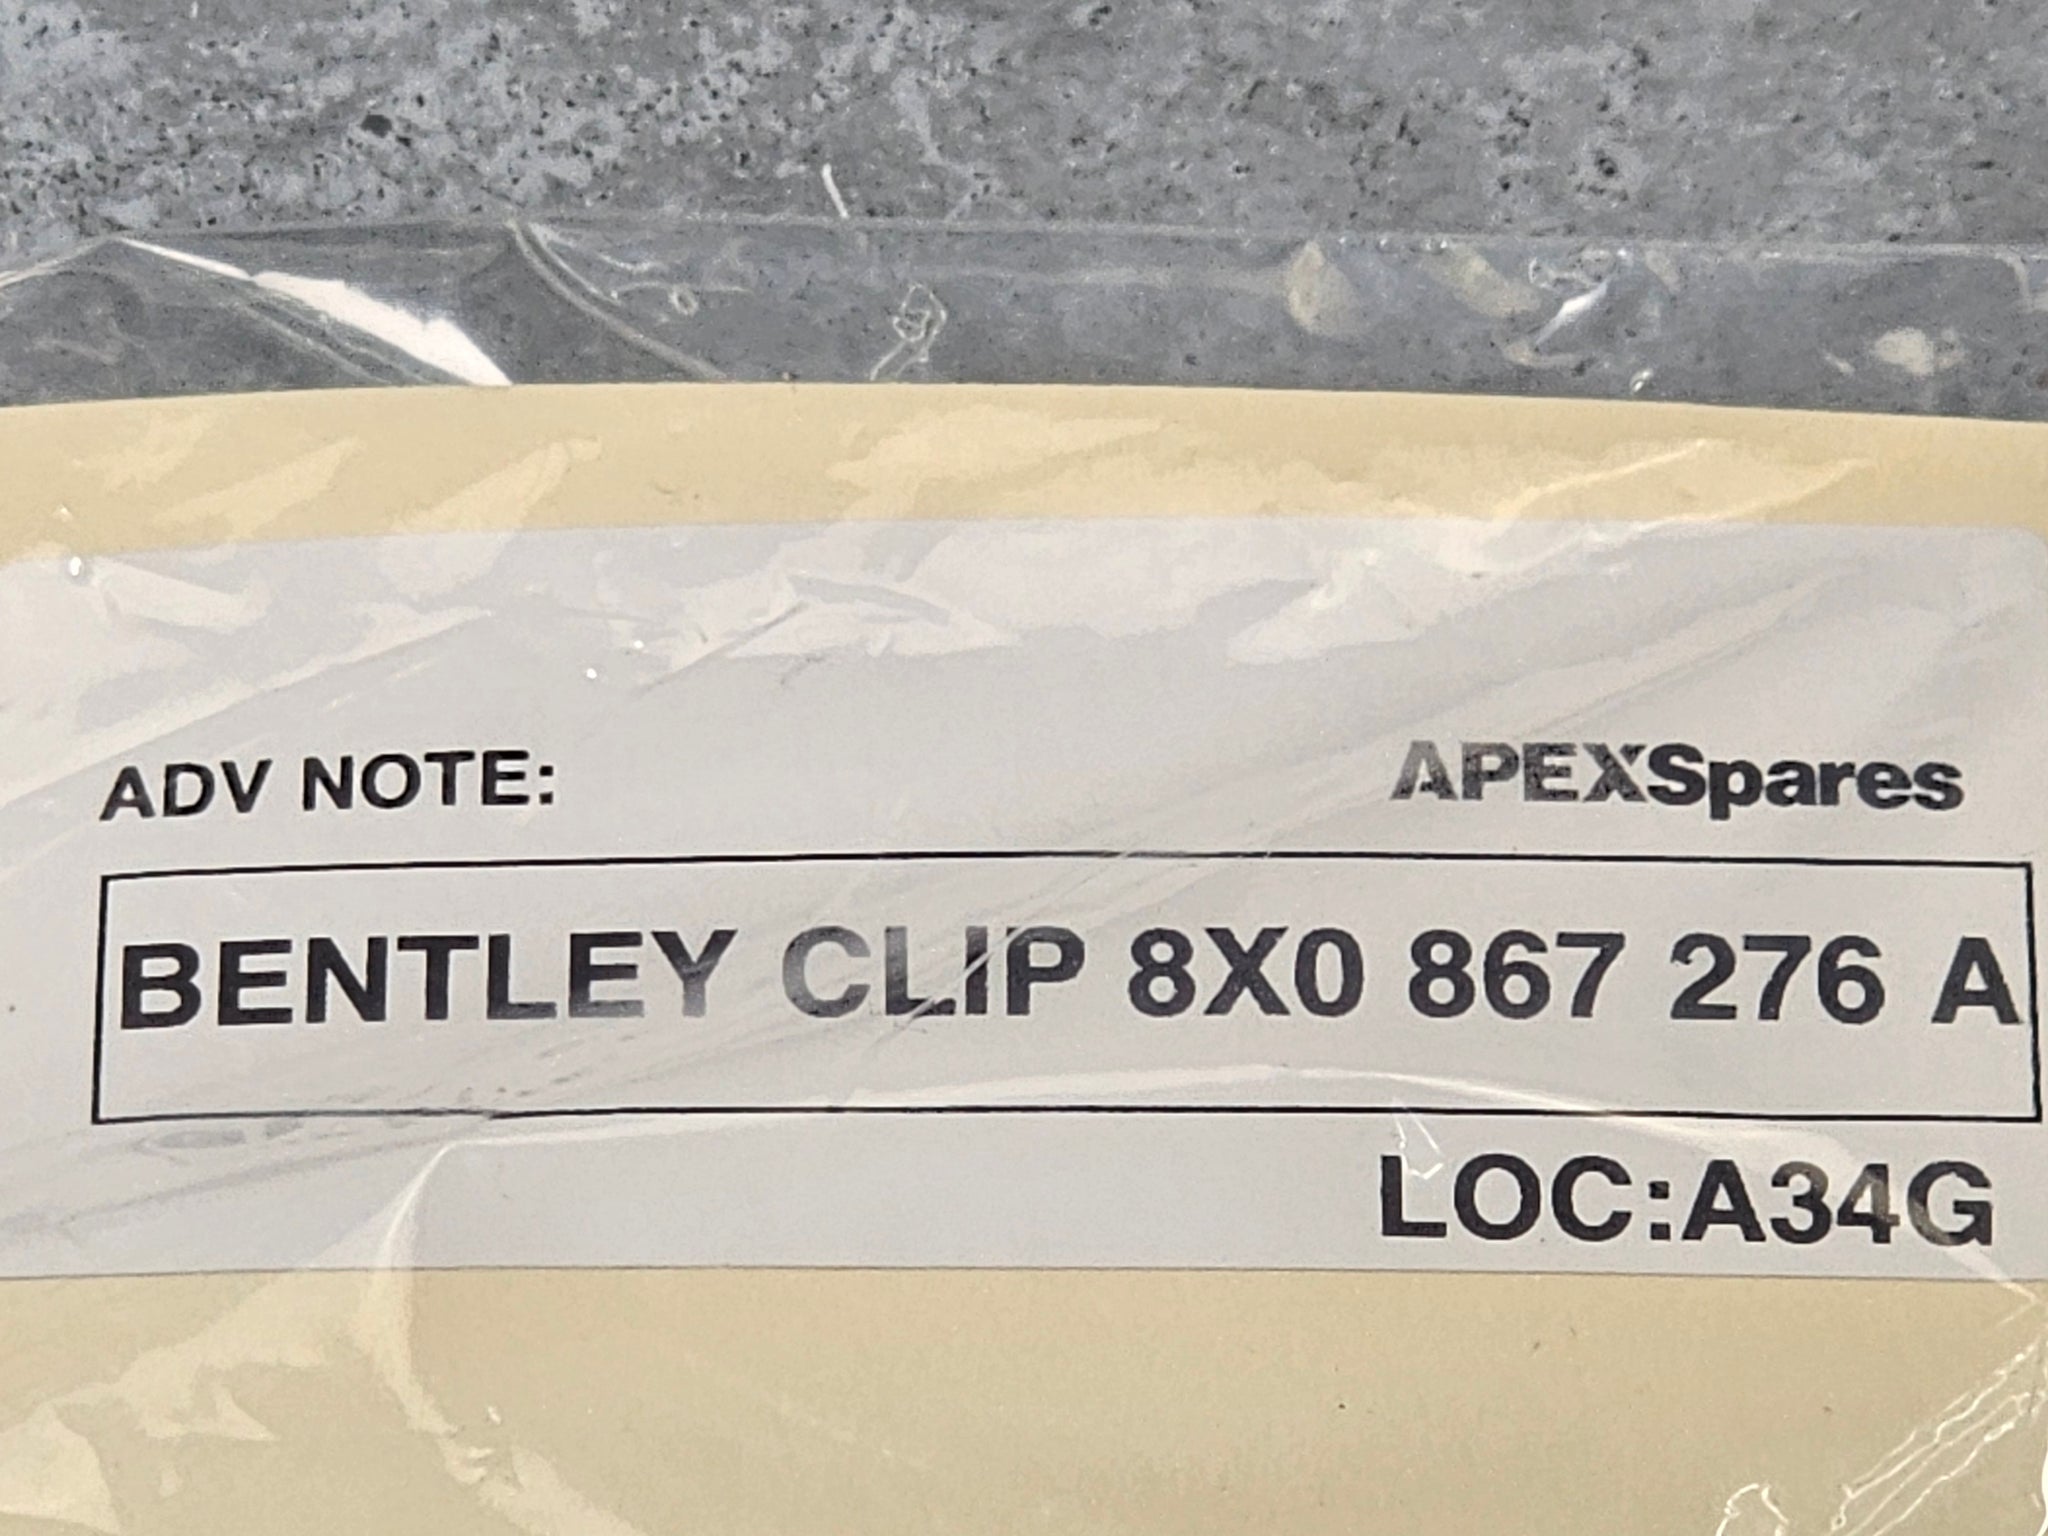 ADV NOTE:
APEXSpares
BENTLEY CLIP 8X0 867 276 A
LOC:A34G